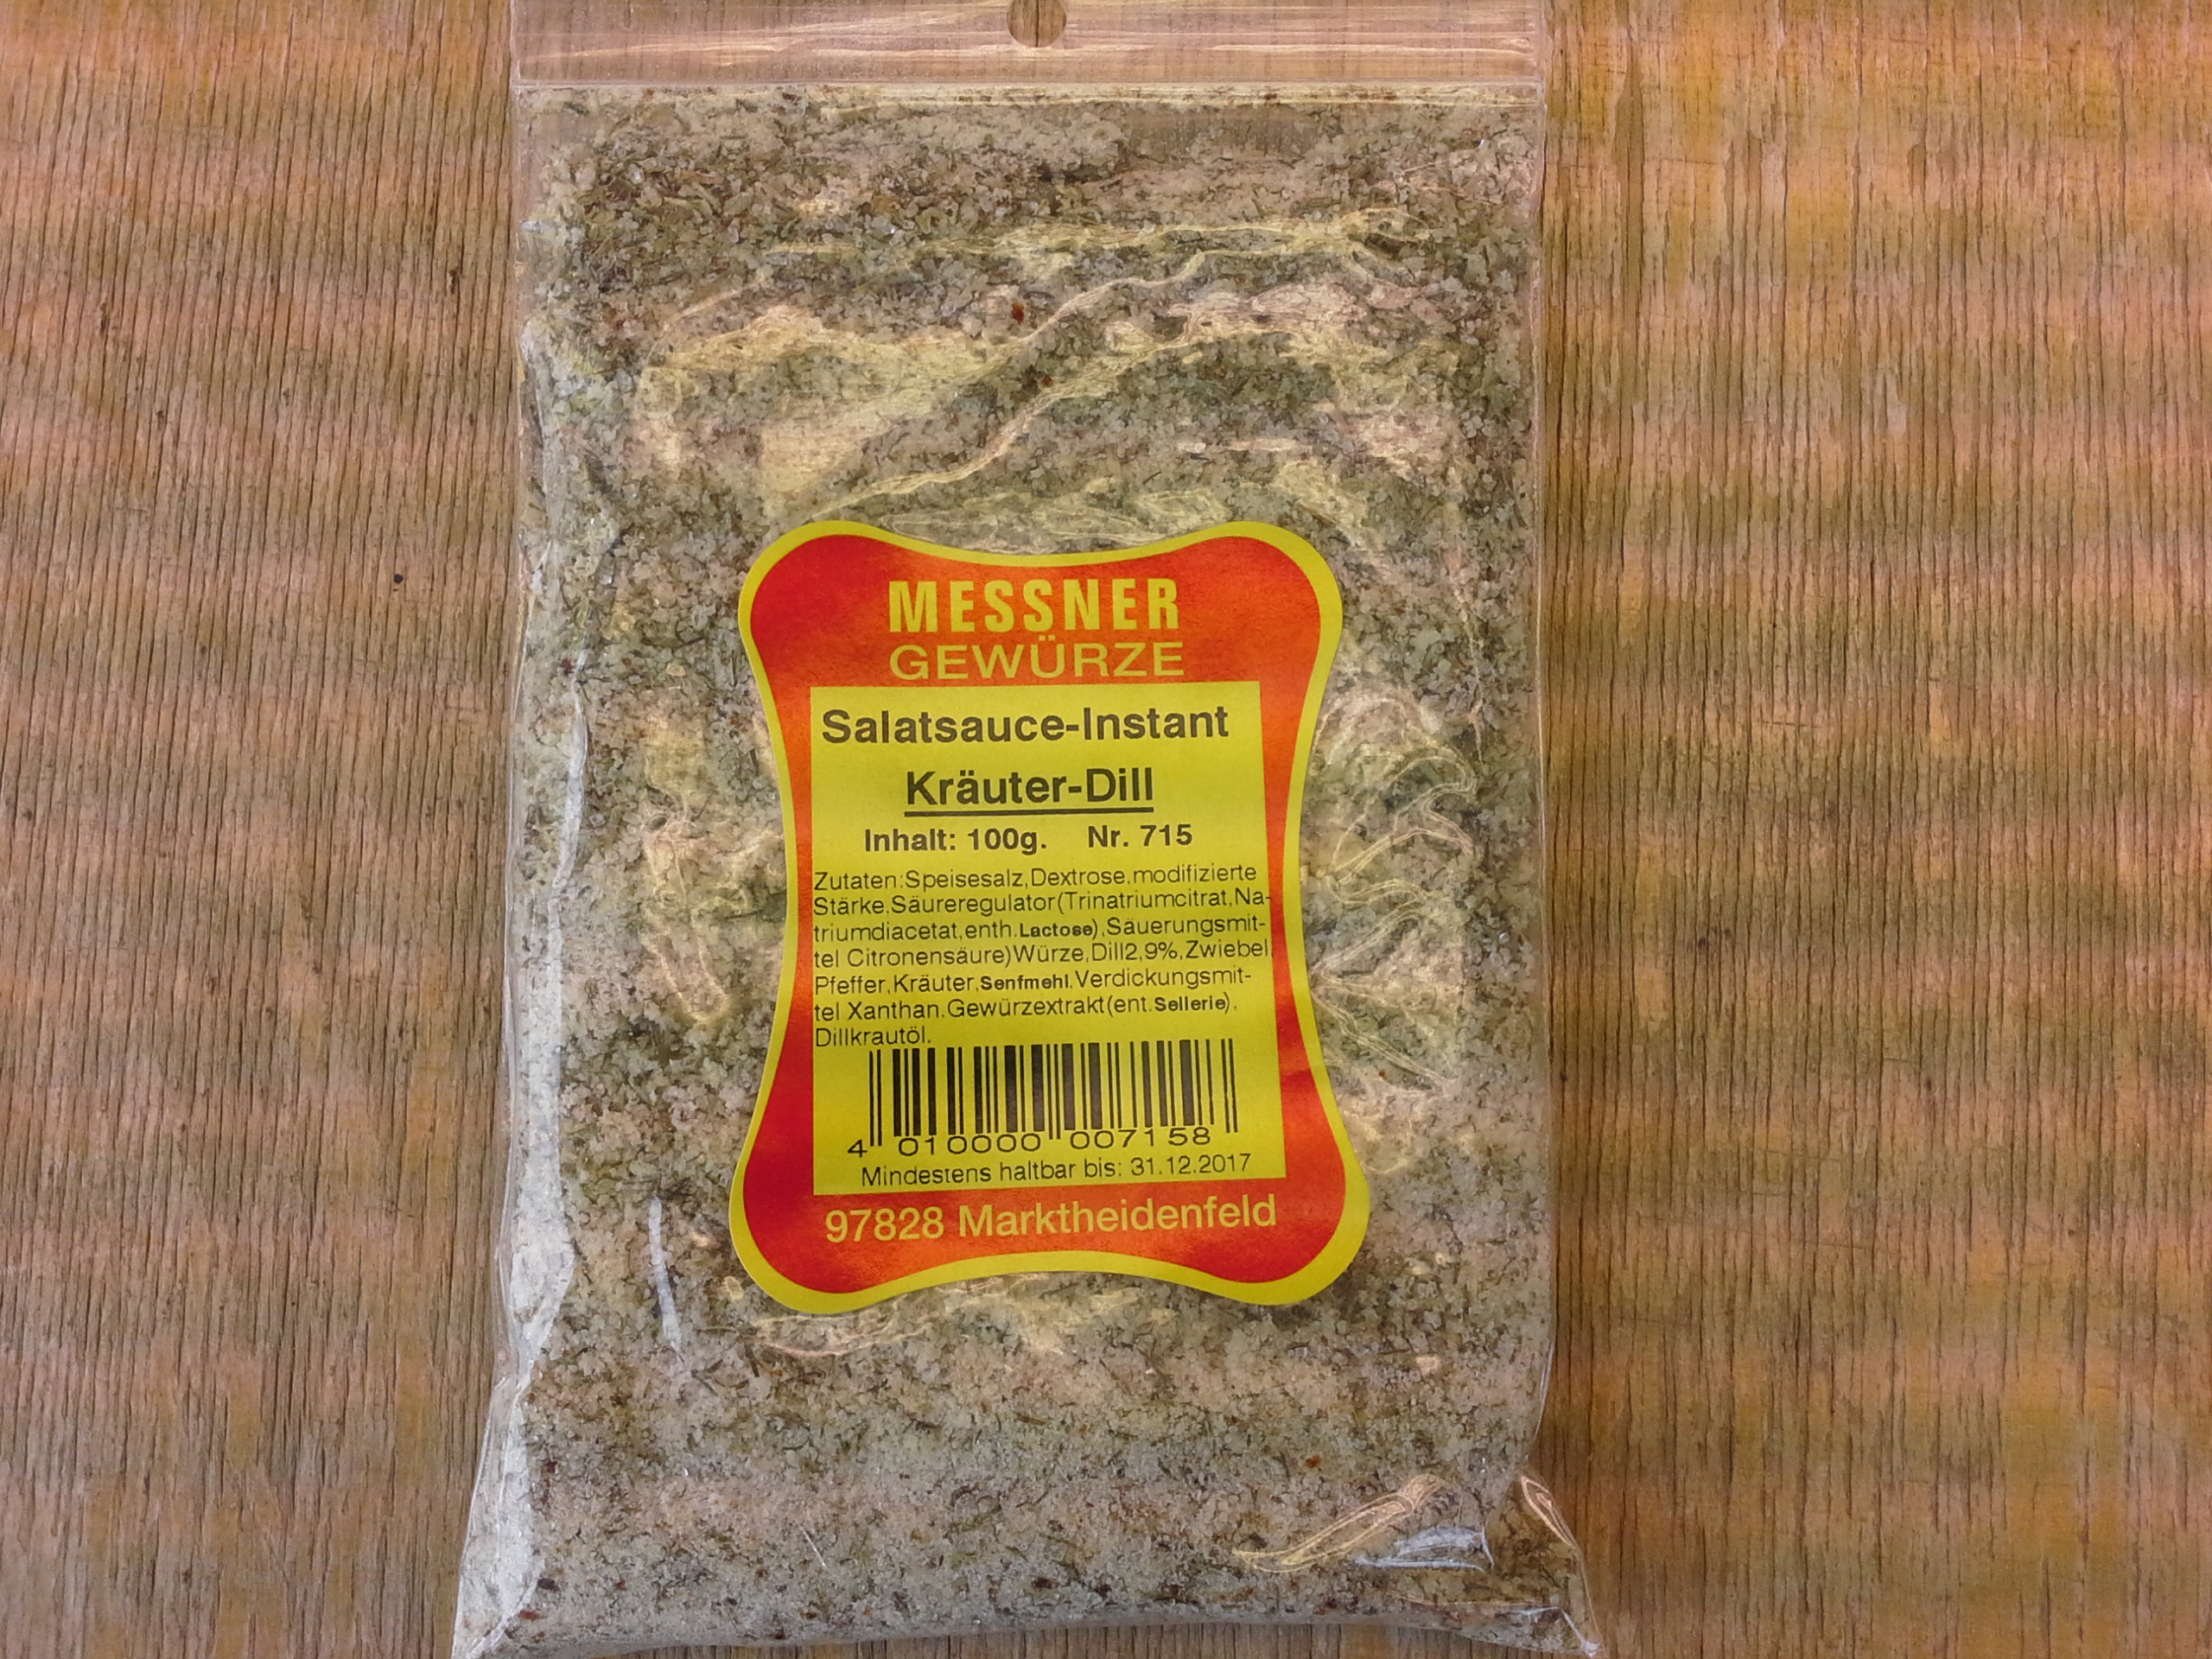 MESSNER
GEWÜRZE
Salatsauce-Instant
Kräuter-Dill
Inhalt: 100g. Nr. 715
Zutaten:Speisesalz,Dextrose,modifizierte
Stärke,Säureregulator(Trinatriumcitrat,Na-
triumdiacetat,enth.Lactose),Säuerungsmit-
tel Citronensäure)Würze,Dill2,9%,Zwiebel,
Pfeffer,Kräuter,Senfmehl,Verdickungsmit-
tel Xanthan,Gewürzextrakt(ent.Sellerie),
Dillkrautöl.
4 010000 007158
Mindestens haltbar bis: 31.12.2017
97828 Marktheidenfeld